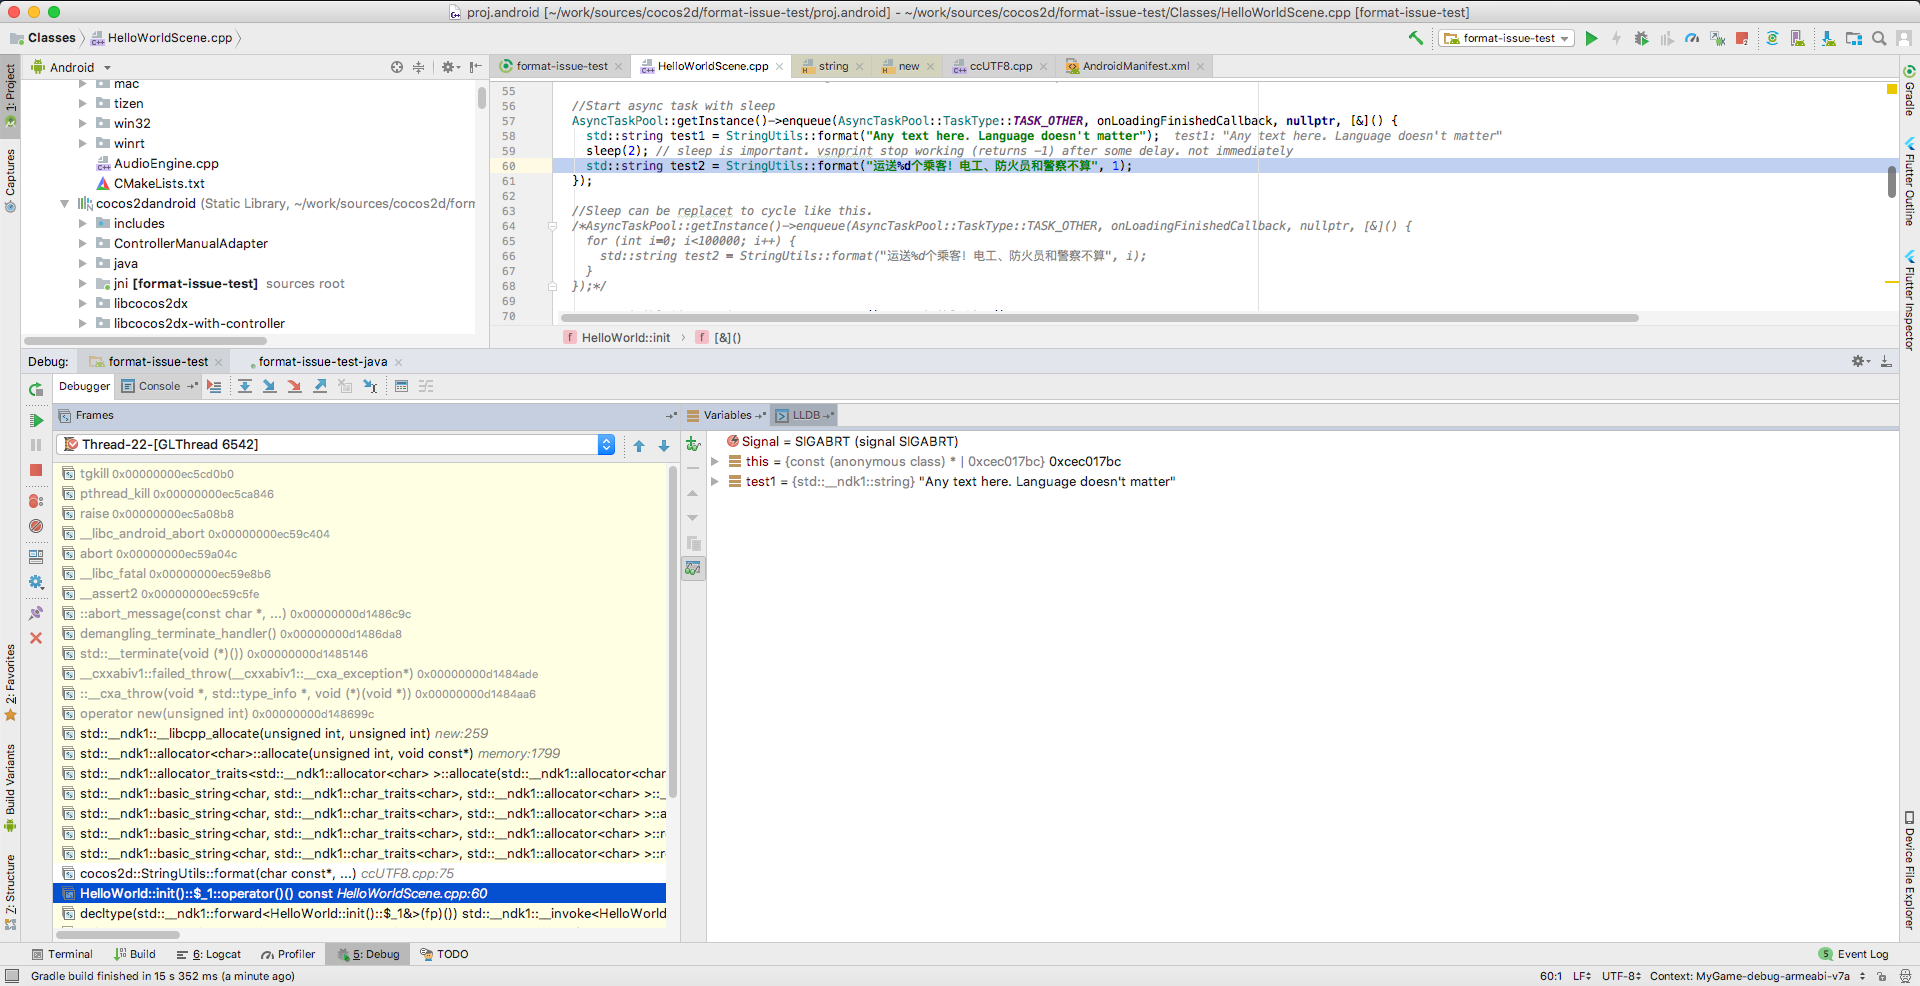 proj.android [~/work/sources/cocos2d/format-issue-test/proj.android] - ~/work/sources/cocos2d/format-issue-test/Classes/HelloWorldScene.cpp [format-issue-test]
Classes HelloWorldScene.cpp
format-issue-test
1: Project
Captures
2: Favorites
Build Variants
Z: Structure
Android
mac
tizen
win32
winrt
AudioEngine.cpp
CMakeLists.txt
cocos2dandroid (Static Library, ~/work/sources/cocos2d/form
includes
ControllerManualAdapter
java
jni [format-issue-test] sources root
libcocos2dx
libcocos2dx-with-controller
format-issue-test HelloWorldScene.cpp string new ccUTF8.cpp AndroidManifest.xml
55
56 //Start async task with sleep
57 AsyncTaskPool::getInstance()->enqueue(AsyncTaskPool::TaskType::TASK_OTHER, onLoadingFinishedCallback, nullptr, [&]() {
58 std::string test1 = StringUtils::format("Any text here. Language doesn't matter"); test1: "Any text here. Language doesn't matter"
59 sleep(2); // sleep is important. vsnprint stop working (returns -1) after some delay. not immediately
60 std::string test2 = StringUtils::format("运送%d个乘客! 电工、防火员和警察不算", 1);
61 });
62
63 //Sleep can be replacet to cycle like this.
64 /*AsyncTaskPool::getInstance()->enqueue(AsyncTaskPool::TaskType::TASK_OTHER, onLoadingFinishedCallback, nullptr, [&]() {
65 for (int i=0; i<100000; i++) {
66 std::string test2 = StringUtils::format("运送%d个乘客! 电工、防火员和警察不算", i);
67 }
68 });*/
69
70
HelloWorld::init [&]()
Gradle
Flutter Outline
Flutter Inspector
Device File Explorer
Debug: format-issue-test format-issue-test-java
Debugger Console
Frames
Thread-22-[GLThread 6542]
tgkill 0x00000000ec5cd0b0
pthread_kill 0x00000000ec5ca846
raise 0x00000000ec5a08b8
__libc_android_abort 0x00000000ec59c404
abort 0x00000000ec59a04c
__libc_fatal 0x00000000ec59e8b6
__assert2 0x00000000ec59c5fe
::abort_message(const char *, ...) 0x00000000d1486c9c
demangling_terminate_handler() 0x00000000d1486da8
std::__terminate(void (*)()) 0x00000000d1485146
__cxxabiv1::failed_throw(__cxxabiv1::__cxa_exception*) 0x00000000d1484ade
::__cxa_throw(void *, std::type_info *, void (*)(void *)) 0x00000000d1484aa6
operator new(unsigned int) 0x00000000d148699c
std::__ndk1::__libcpp_allocate(unsigned int, unsigned int) new:259
std::__ndk1::allocator<char>::allocate(unsigned int, void const*) memory:1799
std::__ndk1::allocator_traits<std::__ndk1::allocator<char> >::allocate(std::__ndk1::allocator<char
std::__ndk1::basic_string<char, std::__ndk1::char_traits<char>, std::__ndk1::allocator<char> >::_
std::__ndk1::basic_string<char, std::__ndk1::char_traits<char>, std::__ndk1::allocator<char> >::a
std::__ndk1::basic_string<char, std::__ndk1::char_traits<char>, std::__ndk1::allocator<char> >::r
std::__ndk1::basic_string<char, std::__ndk1::char_traits<char>, std::__ndk1::allocator<char> >::r
cocos2d::StringUtils::format(char const*, ...) ccUTF8.cpp:75
HelloWorld::init()::$_1::operator()() const HelloWorldScene.cpp:60
decltype(std::__ndk1::forward<HelloWorld::init()::$_1&>(fp)()) std::__ndk1::__invoke<HelloWorld
Variables LLDB
Signal = SIGABRT (signal SIGABRT)
this = {const (anonymous class) * | 0xcec017bc} 0xcec017bc
test1 = {std::__ndk1::string} "Any text here. Language doesn't matter"
Terminal Build 6: Logcat Profiler 5: Debug TODO 5 Event Log
Gradle build finished in 15 s 352 ms (a minute ago) 60:1 LF UTF-8 Context: MyGame-debug-armeabi-v7a